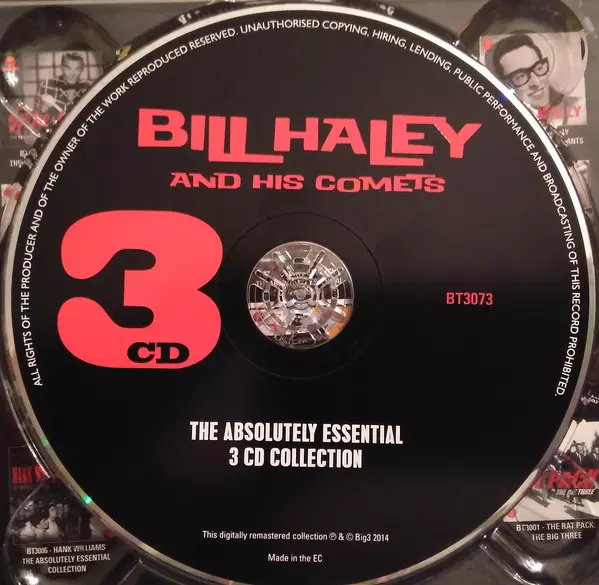 ALL RIGHTS OF THE PRODUCER AND OF THE OWNER OF THE WORK REPRODUCED RESERVED. UNAUTHORISED COPYING, HIRING, LENDING, PUBLIC PERFORMANCE AND BROADCASTING OF THIS RECORD PROHIBITED.
BILL HALEY
AND HIS COMETS
3
CD
BT3073
THE ABSOLUTELY ESSENTIAL
3 CD COLLECTION
This digitally remastered collection ℗ & © Big3 2014
Made in the EC
BT3006 - HANK WILLIAMS
THE ABSOLUTELY ESSENTIAL
COLLECTION
PACK
BT3001 - THE RAT PACK:
THE BIG THREE